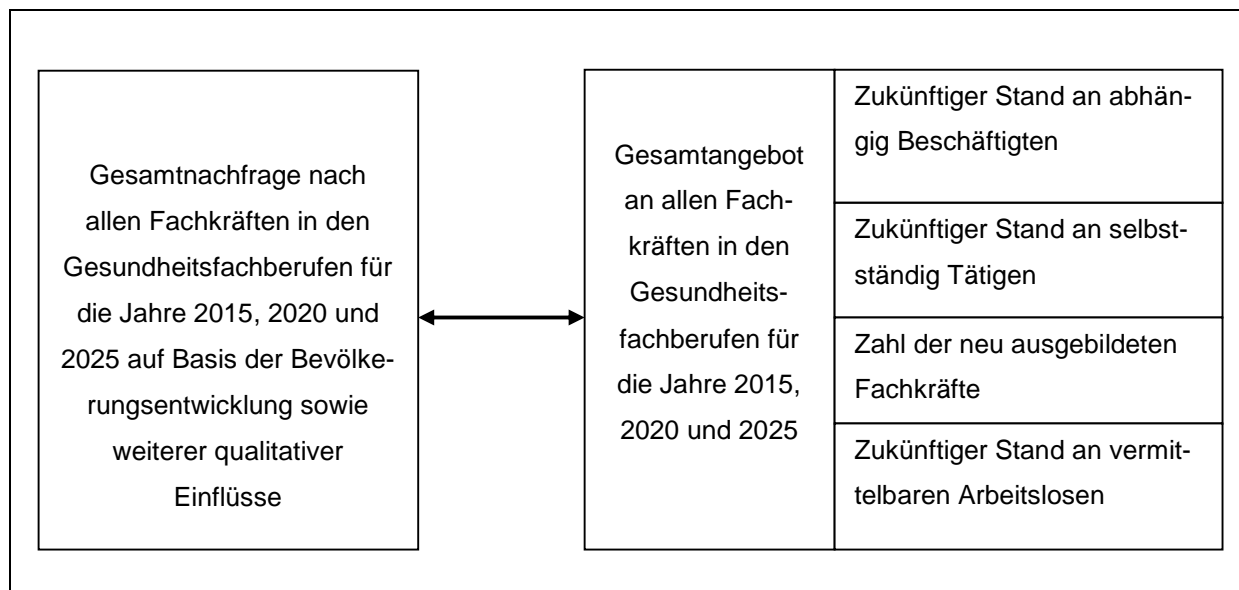 Gesamtnachfrage nach
allen Fachkräften in den
Gesundheitsfachberufen für
die Jahre 2015, 2020 und
2025 auf Basis der Bevölke-
rungsentwicklung sowie
weiterer qualitativer
Einflüsse
Gesamtangebot
an allen Fach-
kräften in den
Gesundheits-
fachberufen für
die Jahre 2015,
2020 und 2025
Zukünftiger Stand an abhän-
gig Beschäftigten
Zukünftiger Stand an selbst-
ständig Tätigen
Zahl der neu ausgebildeten
Fachkräfte
Zukünftiger Stand an vermit-
telbaren Arbeitslosen